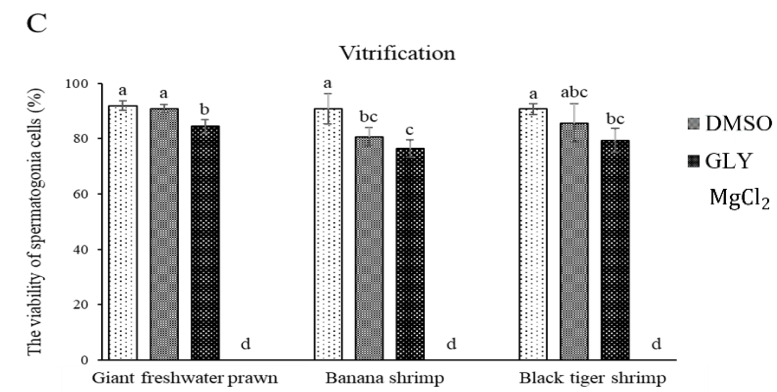 C
Vitrification
The viability of spermatogonia cells (%)
100
80
60
40
20
0
a a b d
a bc c d
a abc bc d
Giant freshwater prawn Banana shrimp Black tiger shrimp
DMSO
GLY
MgCl₂